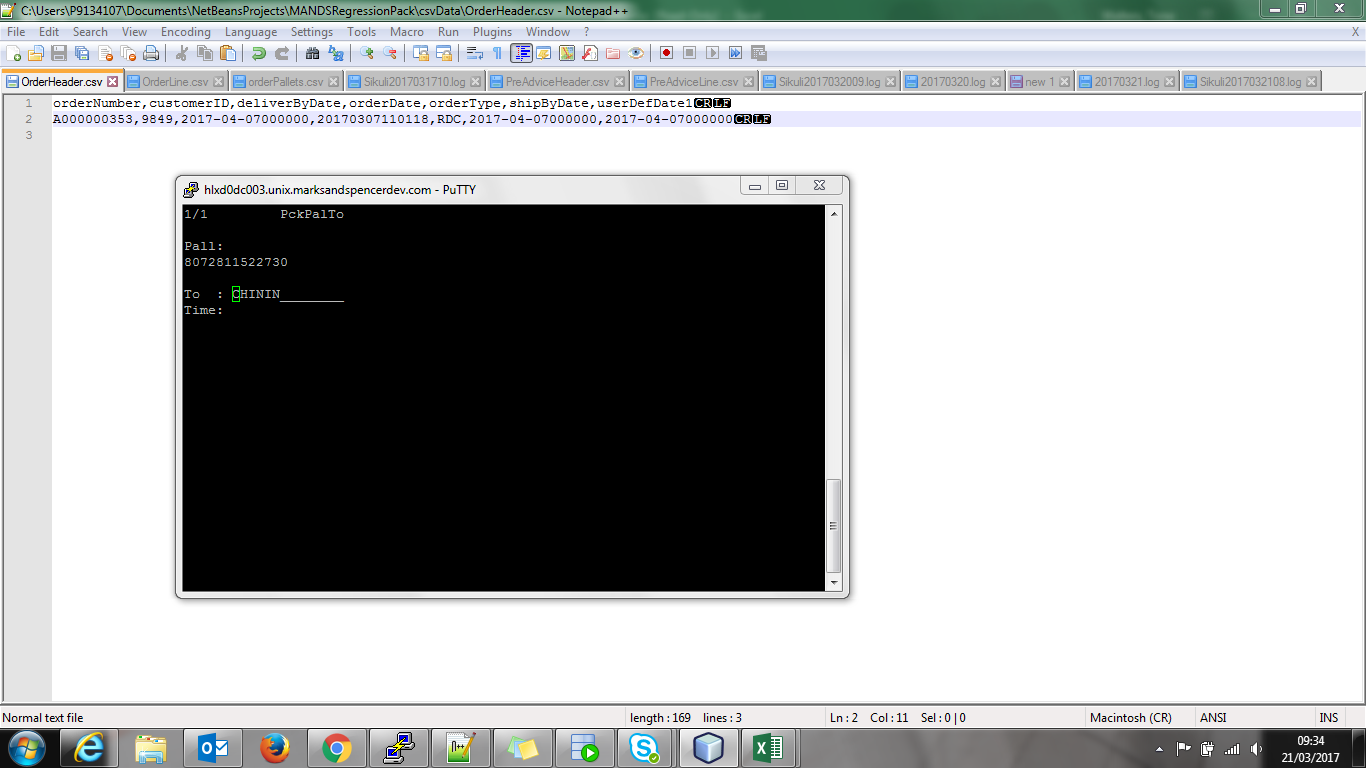 C:\Users\P9134107\Documents\NetBeansProjects\MANDSRegressionPack\csvData\OrderHeader.csv - Notepad++
File Edit Search View Encoding Language Settings Tools Macro Run Plugins Window ? X
OrderHeader.csv OrderLine.csv orderPallets.csv Sikuli2017031710.log PreAdviceHeader.csv PreAdviceLine.csv Sikuli2017032009.log 20170320.log new 1 20170321.log Sikuli2017032108.log
1 orderNumber,customerID,deliverByDate,orderDate,orderType,shipByDate,userDefDate1CRLF
2 A000000353,9849,2017-04-07000000,20170307110118,RDC,2017-04-07000000,2017-04-07000000CRLF
3
hlxd0dc003.unix.marksandspencerdev.com - PuTTY
1/1 PckPalTo
Pall:
8072811522730
To : CHININ________
Time:
Normal text file length : 169 lines : 3 Ln : 2 Col : 11 Sel : 0 | 0 Macintosh (CR) ANSI INS
09:34
21/03/2017